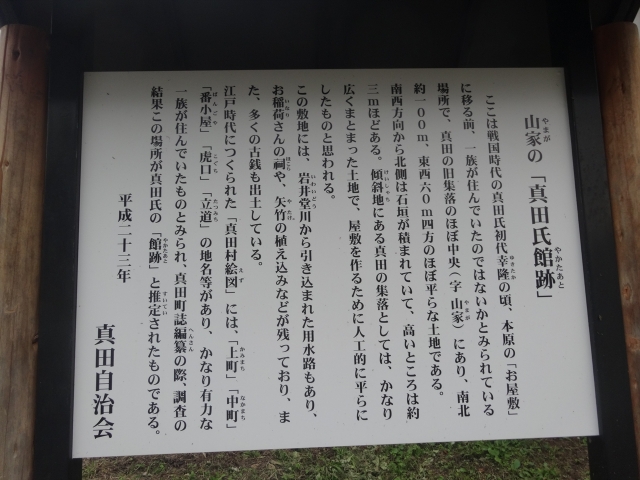 山家の「真田氏館跡」
ここは戦国時代の真田氏初代幸隆の頃、本原の「お屋敷」
に移る前、一族が住んでいたのではないかとみられている
場所で、真田の旧集落のほぼ中央（字 山家）にあり、南北
約一〇〇m、東西六〇m四方のほぼ平らな土地である。
南西方向から北側は石垣が積まれていて、高いところは約
三mほどある。傾斜地にある真田の集落としては、かなり
広くまとまった土地で、屋敷を作るために人工的に平らに
したものと思われる。
この敷地には、岩井堂川から引き込まれた用水路もあり、
お稲荷さんの祠や、矢竹の植え込みなどが残っており、ま
た、多くの古銭も出土している。
江戸時代につくられた「真田村絵図」には、「上町」「中町」
「番小屋」「虎口」「立道」の地名等があり、かなり有力な
一族が住んでいたものとみられ、真田町誌編纂の際、調査の
結果この場所が真田氏の「館跡」と推定されたものである。
平成二十三年
真田自治会